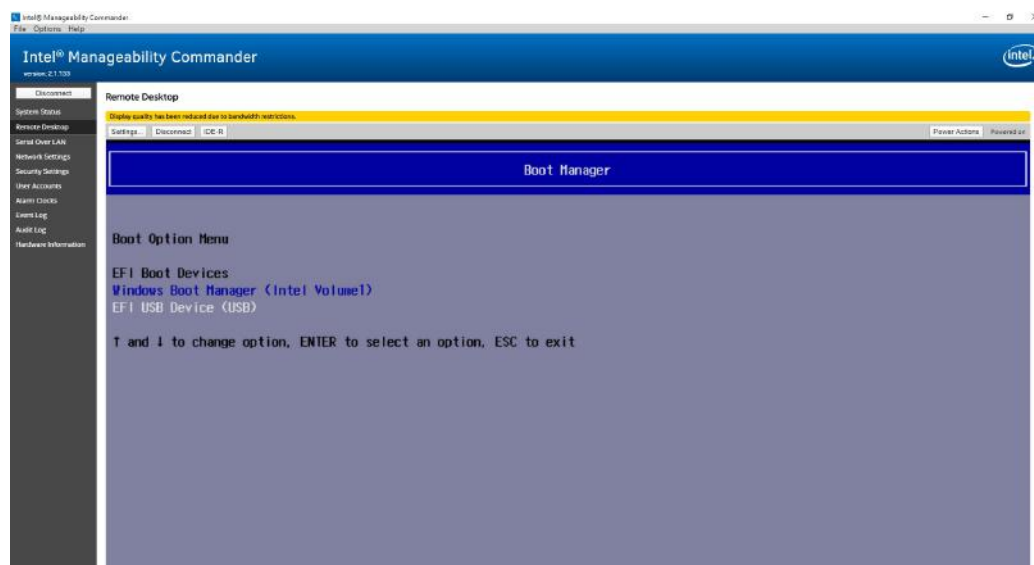 Intel® Manageability Commander
File Options Help
Intel® Manageability Commander
version: 2.1.133
intel
Disconnect
System Status
Remote Desktop
Serial Over LAN
Network Settings
Security Settings
User Accounts
Alarm Clocks
Event Log
Audit Log
Hardware Information
Remote Desktop
Display quality has been reduced due to bandwidth restrictions.
Settings... Disconnect IDE-R Power Actions Powered on
Boot Manager
Boot Option Menu
EFI Boot Devices
Windows Boot Manager (Intel Volume1)
EFI USB Device (USB)
↑ and ↓ to change option, ENTER to select an option, ESC to exit